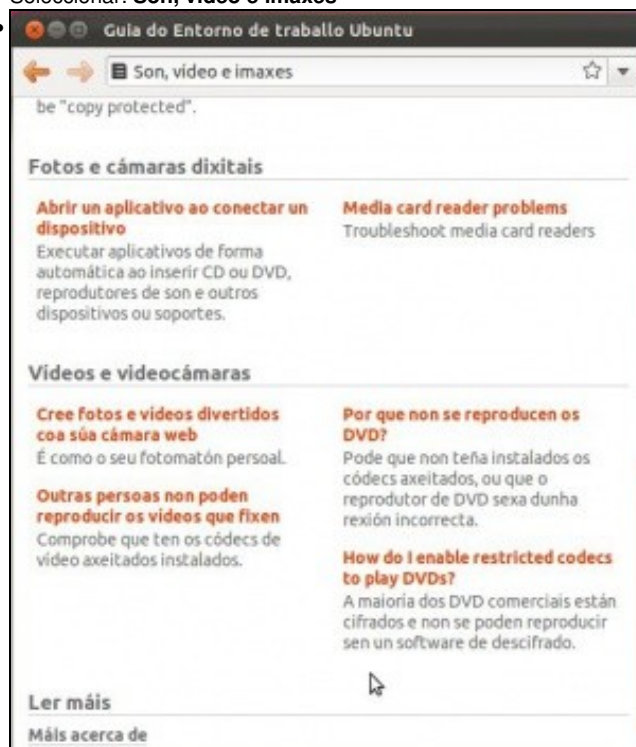 Seleccionar: Son, vídeo e imaxes
Guía do Entorno de traballo Ubuntu
Son, vídeo e imaxes
be "copy protected".
Fotos e cámaras dixitais
Abrir un aplicativo ao conectar un
dispositivo
Executar aplicativos de forma
automática ao inserir CD ou DVD,
reprodutores de son e outros
dispositivos ou soportes.
Media card reader problems
Troubleshoot media card readers
Vídeos e videocámaras
Cree fotos e vídeos divertidos
coa súa cámara web
É como o seu fotomatón persoal.
Outras persoas non poden
reproducir os vídeos que fixen
Comprobe que ten os códecs de
vídeo axeitados instalados.
Por que non se reproducen os
DVD?
Pode que non teña instalados os
códecs axeitados, ou que o
reprodutor de DVD sexa dunha
rexión incorrecta.
How do I enable restricted codecs
to play DVDs?
A maioría dos DVD comerciais están
cifrados e non se poden reproducir
sen un software de descifrado.
Ler máis
Máis acerca de